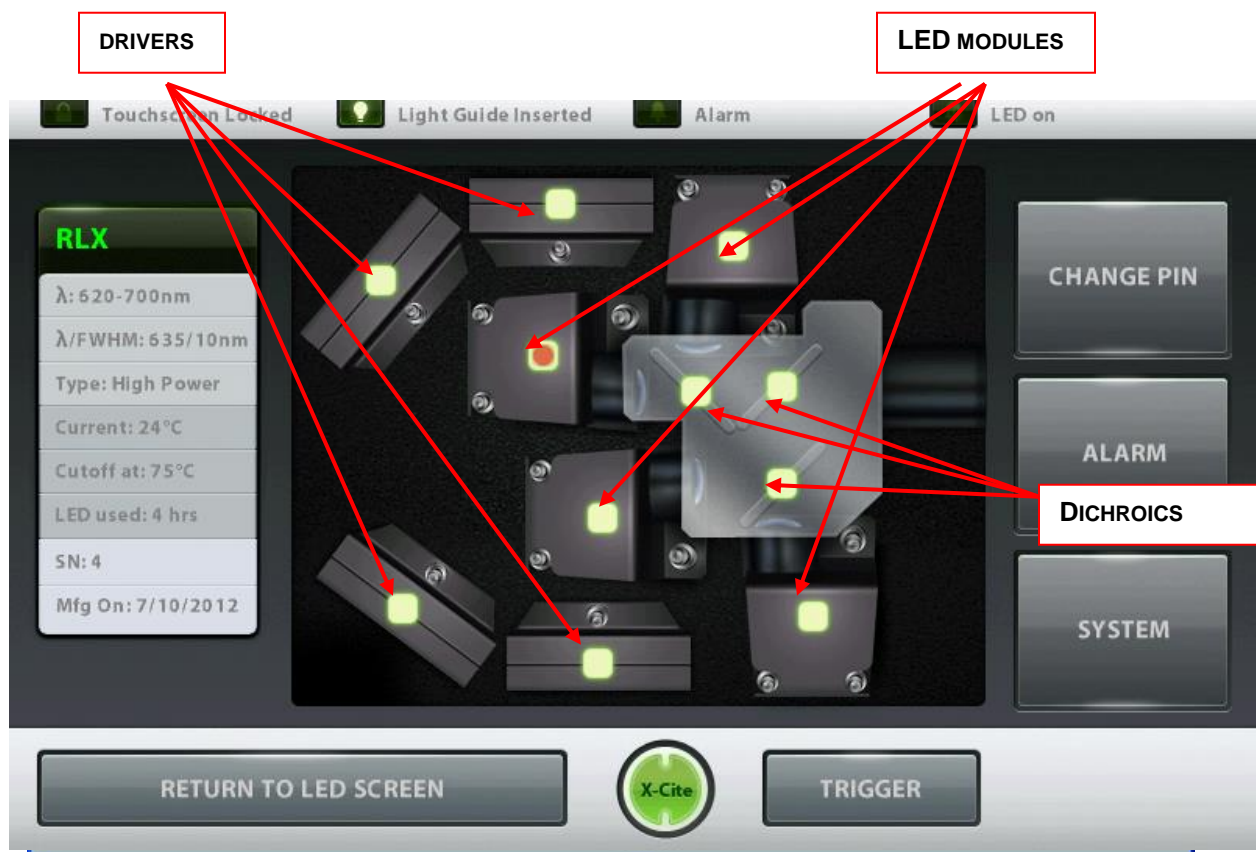 DRIVERS
LED MODULES
Touchscreen Locked
Light Guide Inserted
Alarm
LED on
RLX
λ: 620-700nm
λ/FWHM: 635/10nm
Type: High Power
Current: 24°C
Cutoff at: 75°C
LED used: 4 hrs
SN: 4
Mfg On: 7/10/2012
CHANGE PIN
ALARM
DICHROICS
SYSTEM
RETURN TO LED SCREEN
X-Cite
TRIGGER